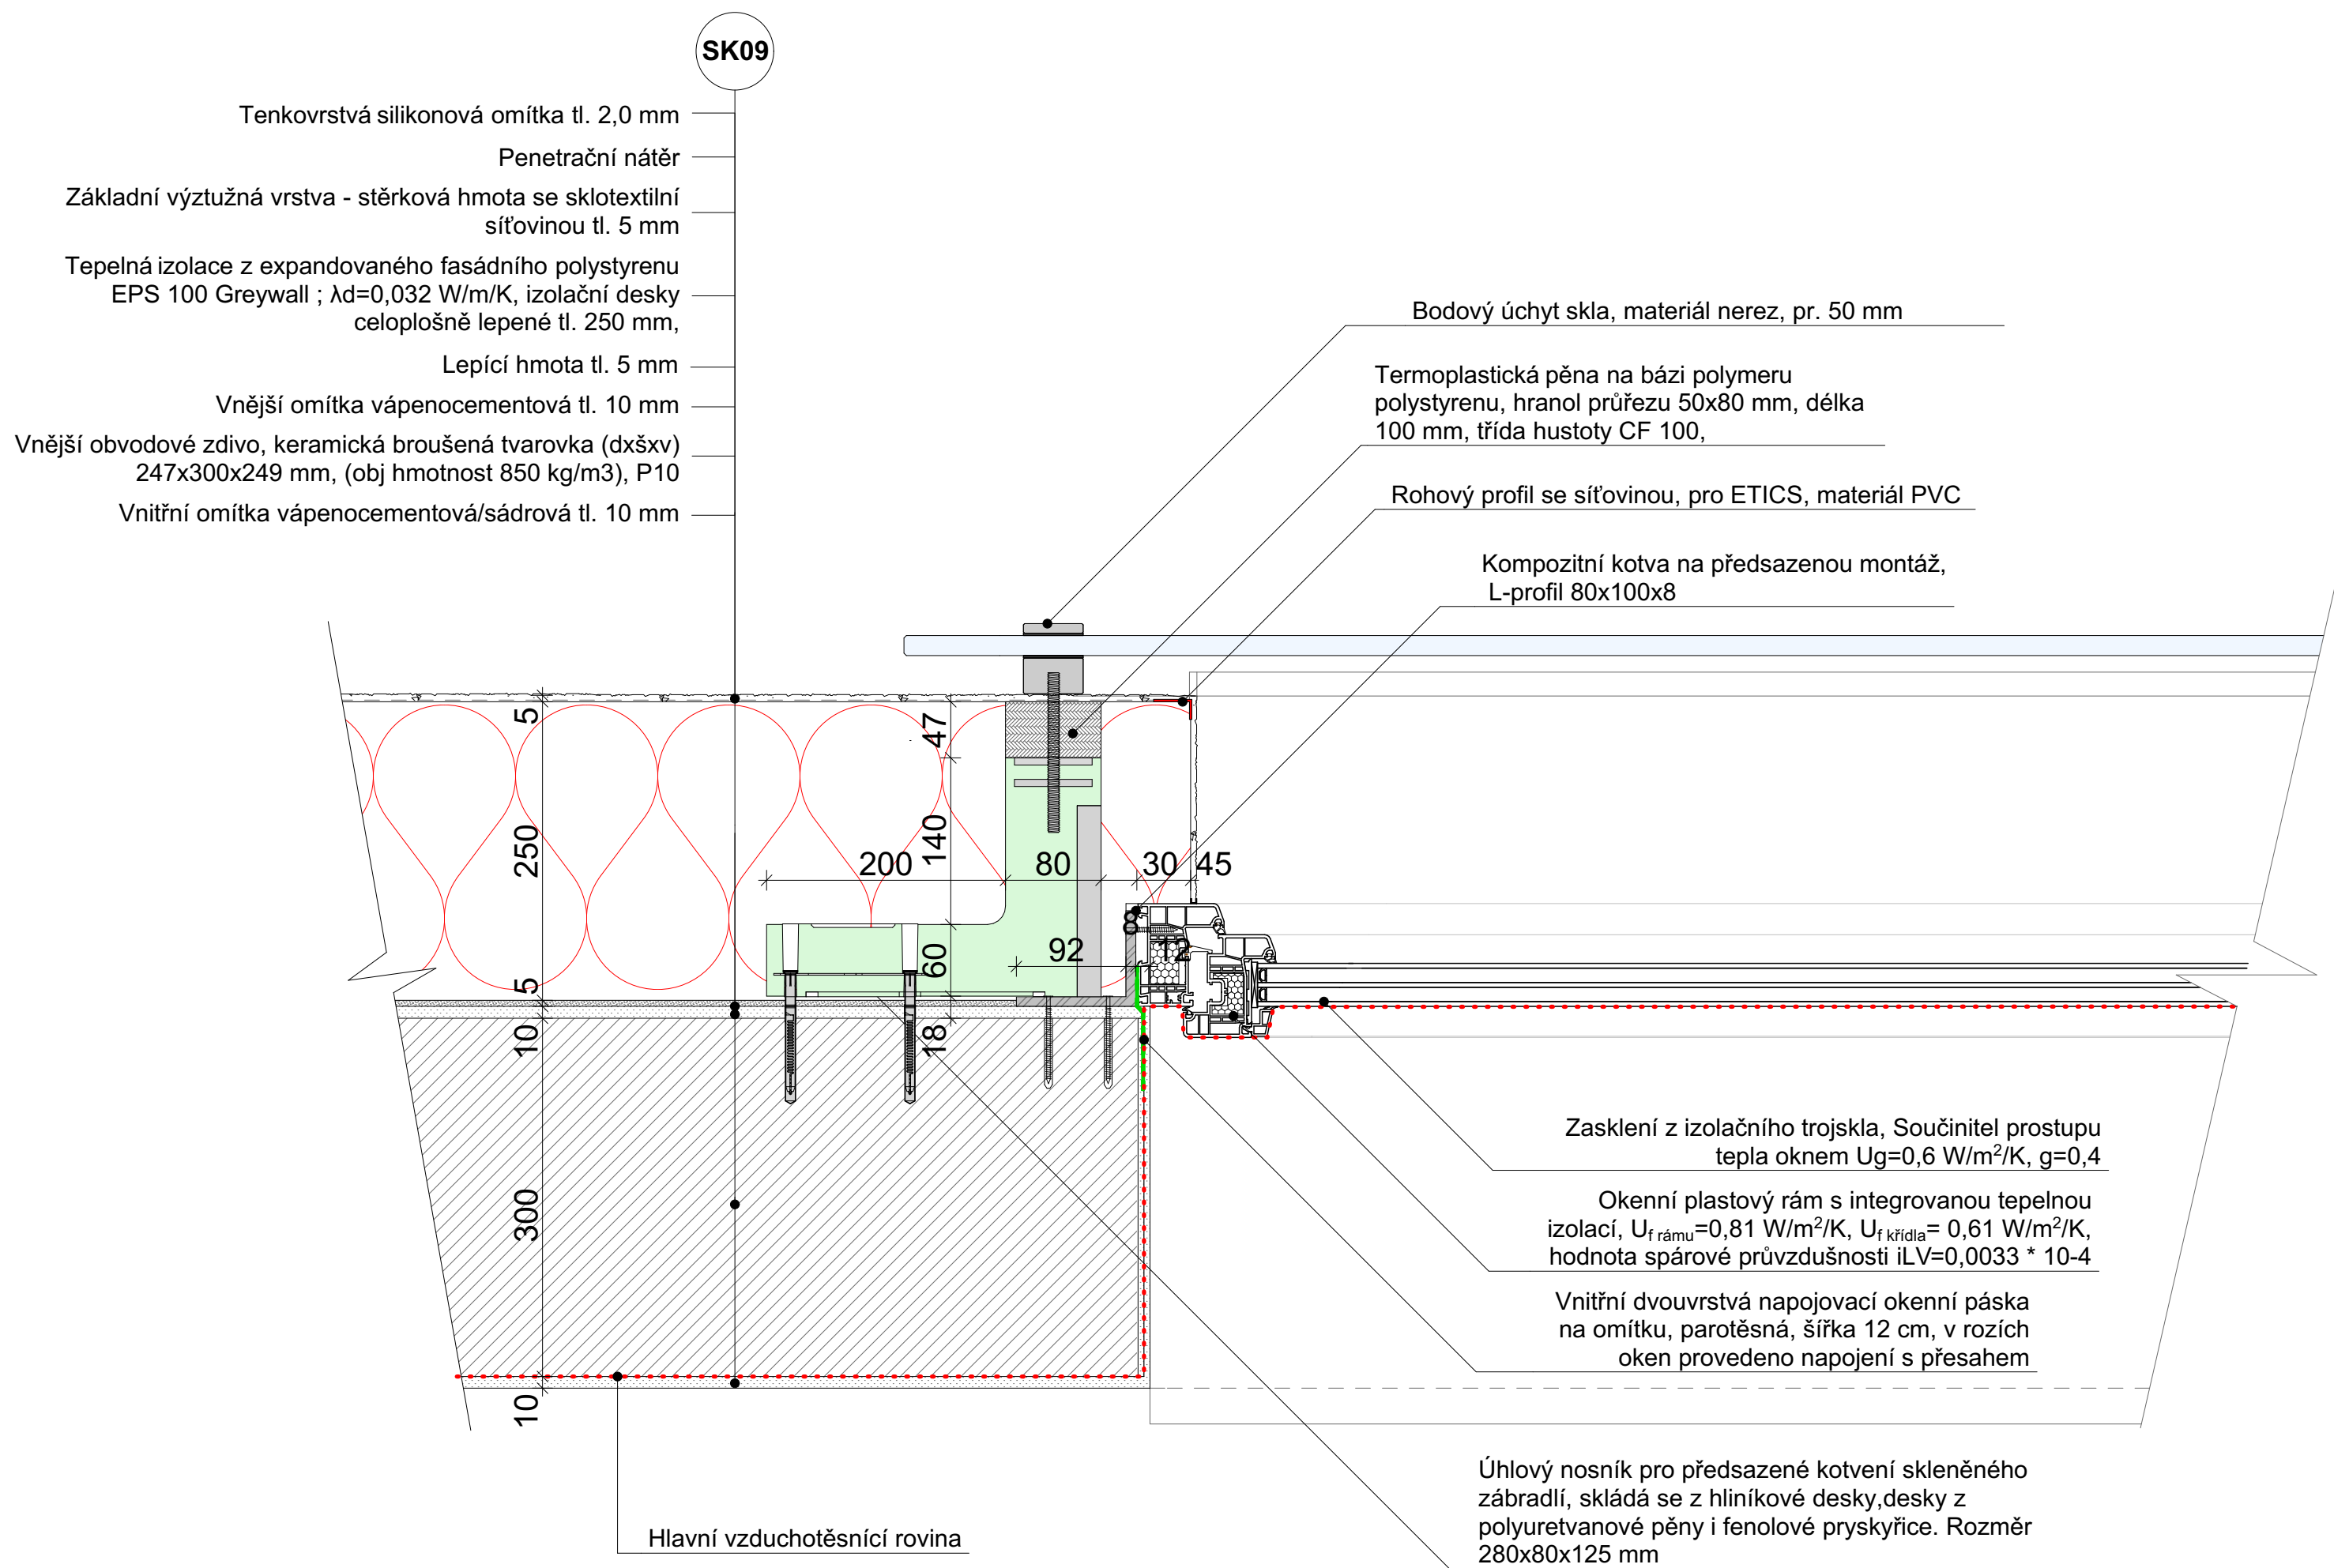 SK09
Tenkovrstvá silikonová omítka tl. 2,0 mm
Penetrační nátěr
Základní výztužná vrstva - stěrková hmota se sklotextilní
síťovinou tl. 5 mm
Tepelná izolace z expandovaného fasádního polystyrenu
EPS 100 Greywall ; λd=0,032 W/m/K, izolační desky
celoplošně lepené tl. 250 mm,
Lepící hmota tl. 5 mm
Vnější omítka vápenocementová tl. 10 mm
Vnější obvodové zdivo, keramická broušená tvarovka (dxšxv)
247x300x249 mm, (obj hmotnost 850 kg/m3), P10
Vnitřní omítka vápenocementová/sádrová tl. 10 mm
Bodový úchyt skla, materiál nerez, pr. 50 mm
Termoplastická pěna na bázi polymeru
polystyrenu, hranol průřezu 50x80 mm, délka
100 mm, třída hustoty CF 100,
Rohový profil se síťovinou, pro ETICS, materiál PVC
Kompozitní kotva na předsazenou montáž,
L-profil 80x100x8
5
47
250
140
200
80
30
45
92
12
60
5
10
18
300
10
Zasklení z izolačního trojskla, Součinitel prostupu
tepla oknem Ug=0,6 W/m²/K, g=0,4
Okenní plastový rám s integrovanou tepelnou
izolací, Uf rámu=0,81 W/m²/K, Uf křídla= 0,61 W/m²/K,
hodnota spárové průvzdušnosti iLV=0,0033 * 10-4
Vnitřní dvouvrstvá napojovací okenní páska
na omítku, parotěsná, šířka 12 cm, v rozích
oken provedeno napojení s přesahem
Úhlový nosník pro předsazené kotvení skleněného
zábradlí, skládá se z hliníkové desky,desky z
polyuretvanové pěny i fenolové pryskyřice. Rozměr
280x80x125 mm
Hlavní vzduchotěsnící rovina